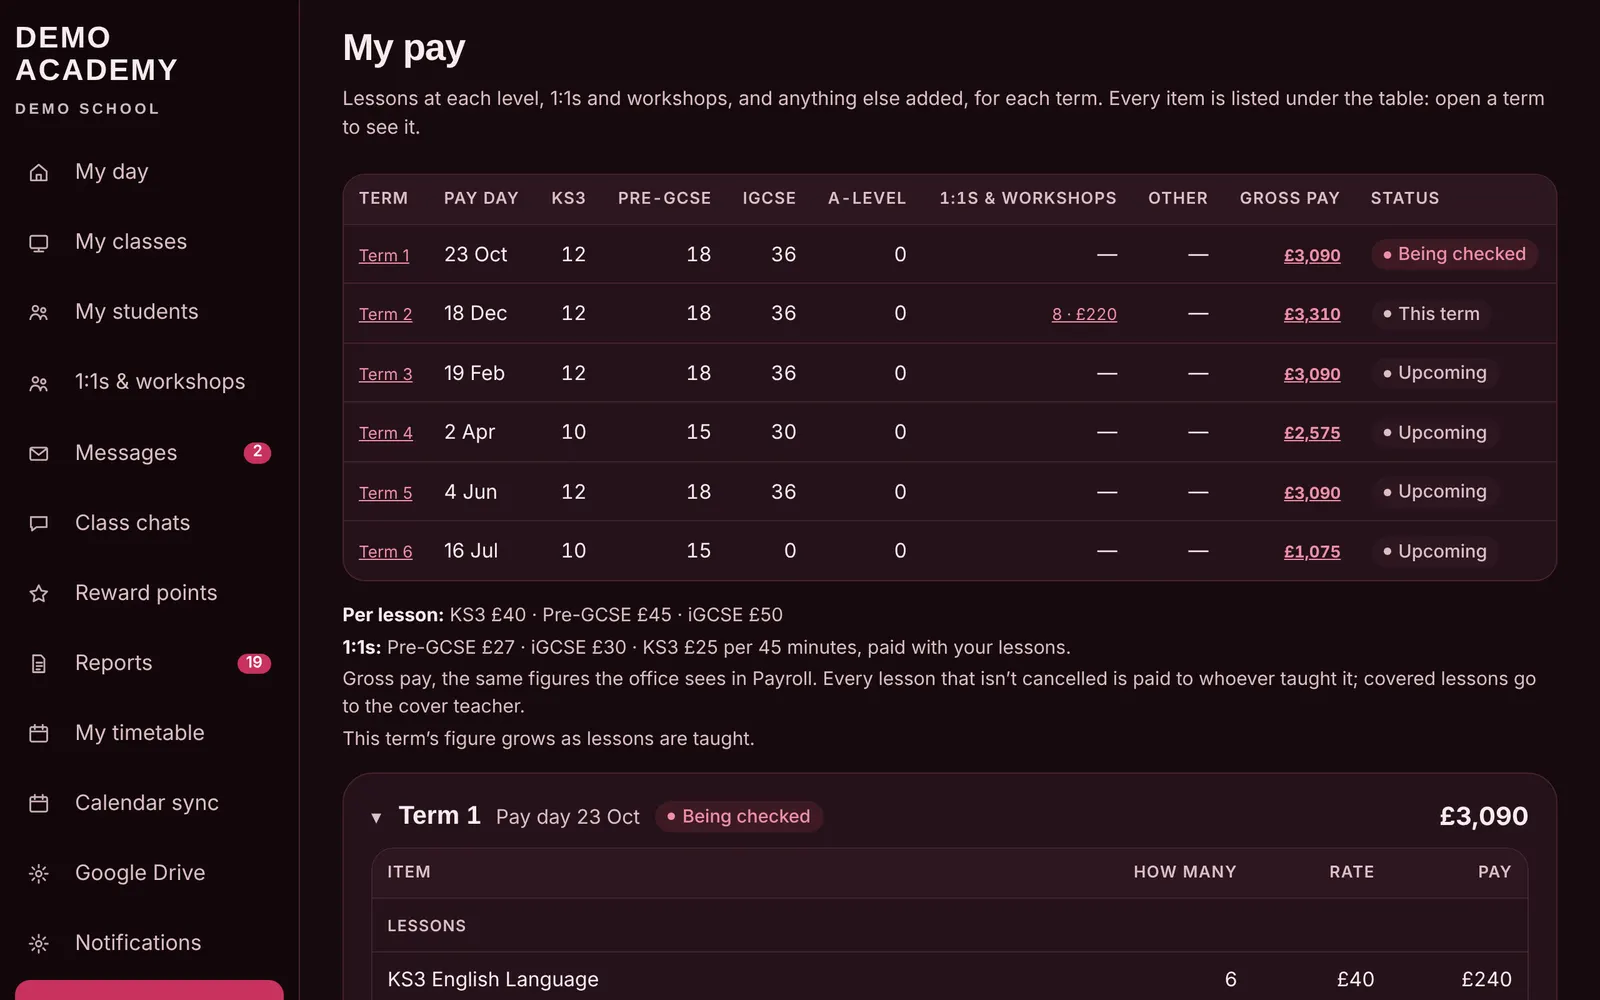 DEMO
ACADEMY
DEMO SCHOOL
My day
My classes
My students
1:1s & workshops
Messages 2
Class chats
Reward points
Reports 19
My timetable
Calendar sync
Google Drive
Notifications
My pay
Lessons at each level, 1:1s and workshops, and anything else added, for each term. Every item is listed under the table: open a term
to see it.
TERM PAY DAY KS3 PRE-GCSE IGCSE A-LEVEL 1:1S & WORKSHOPS OTHER GROSS PAY STATUS
Term 1 23 Oct 12 18 36 0 — — £3,090 • Being checked
Term 2 18 Dec 12 18 36 0 8 · £220 — £3,310 • This term
Term 3 19 Feb 12 18 36 0 — — £3,090 • Upcoming
Term 4 2 Apr 10 15 30 0 — — £2,575 • Upcoming
Term 5 4 Jun 12 18 36 0 — — £3,090 • Upcoming
Term 6 16 Jul 10 15 0 0 — — £1,075 • Upcoming
Per lesson: KS3 £40 · Pre-GCSE £45 · iGCSE £50
1:1s: Pre-GCSE £27 · iGCSE £30 · KS3 £25 per 45 minutes, paid with your lessons.
Gross pay, the same figures the office sees in Payroll. Every lesson that isn’t cancelled is paid to whoever taught it; covered lessons go
to the cover teacher.
This term’s figure grows as lessons are taught.
▼ Term 1 Pay day 23 Oct • Being checked £3,090
ITEM HOW MANY RATE PAY
LESSONS
KS3 English Language 6 £40 £240